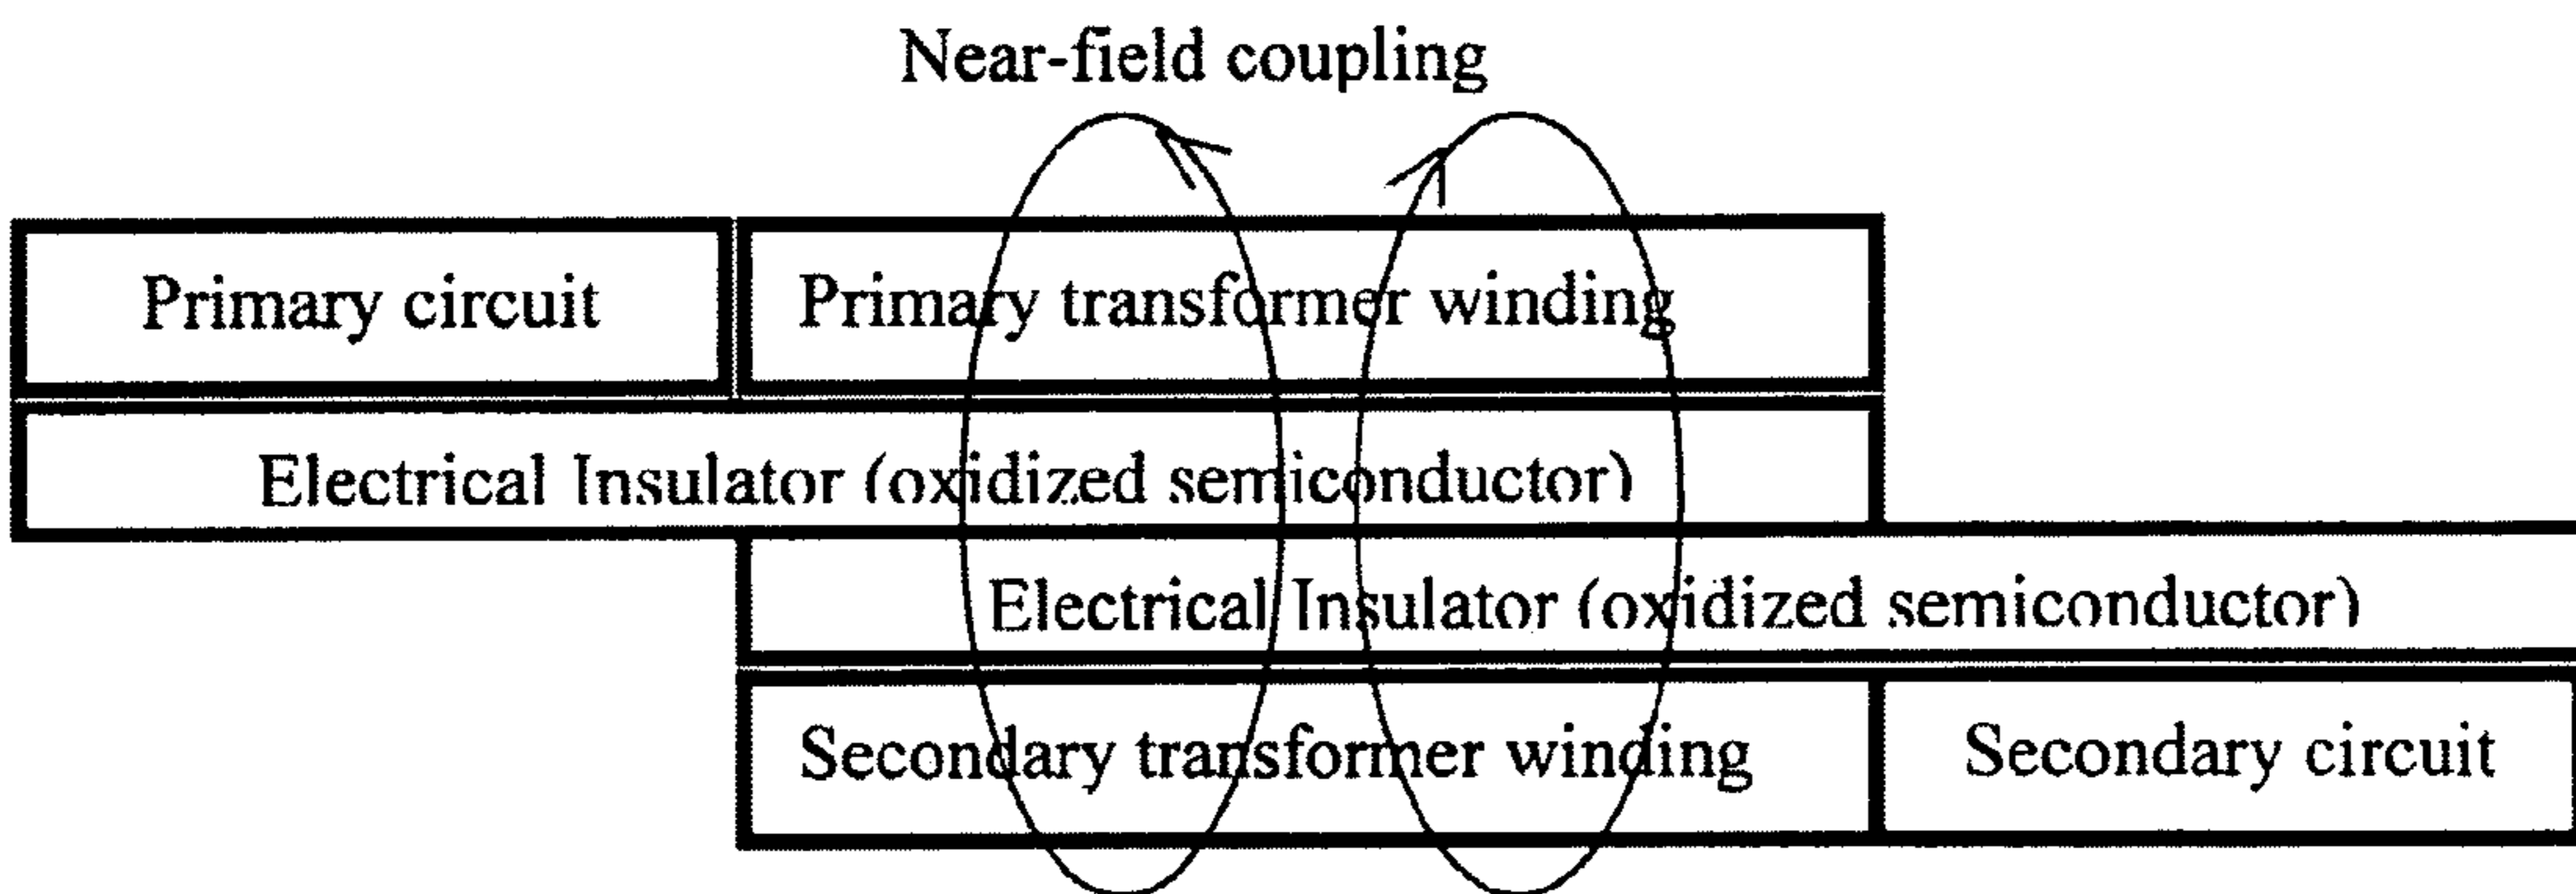 Near-field coupling
Primary circuit
Primary transformer winding
Electrical Insulator (oxidized semiconductor)
Electrical Insulator (oxidized semiconductor)
Secondary transformer winding
Secondary circuit